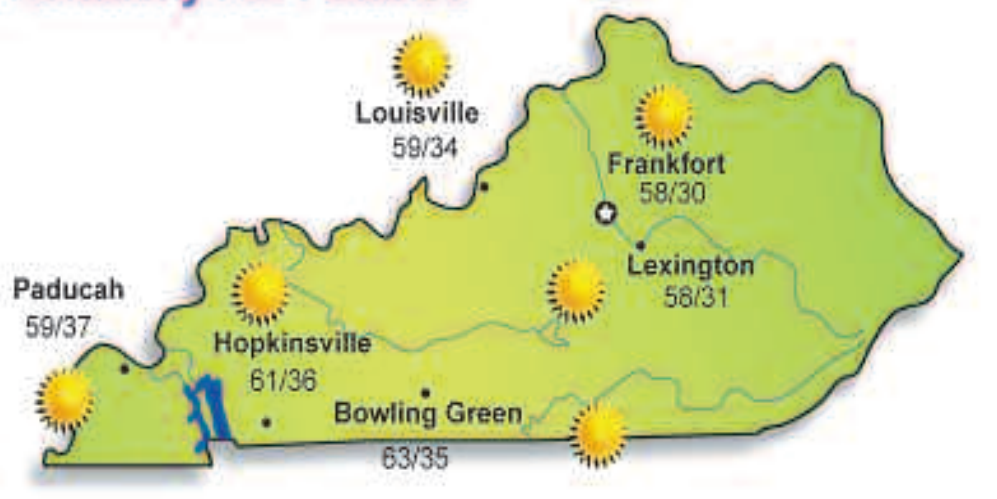 Louisville
59/34
Frankfort
58/30
Lexington
58/31
Paducah
59/37
Hopkinsville
61/36
Bowling Green
63/35